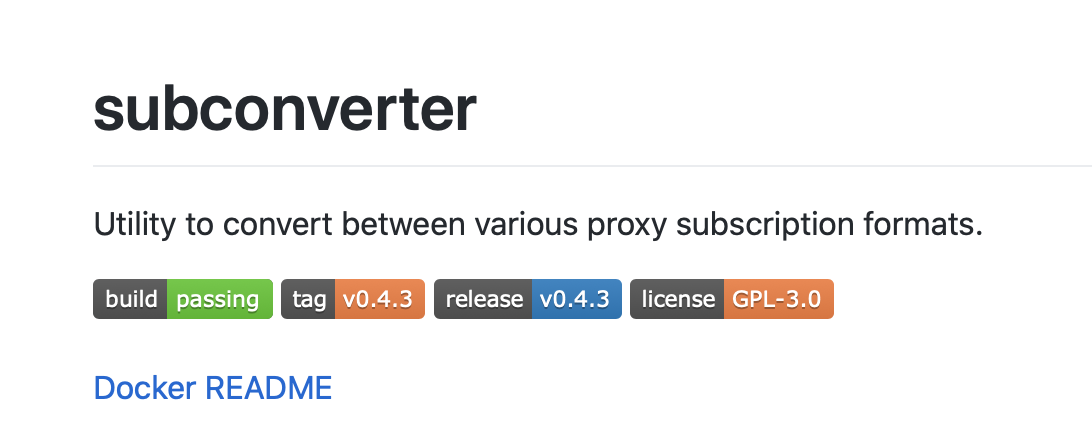 subconverter
Utility to convert between various proxy subscription formats.
build passing tag v0.4.3 release v0.4.3 license GPL-3.0
Docker README